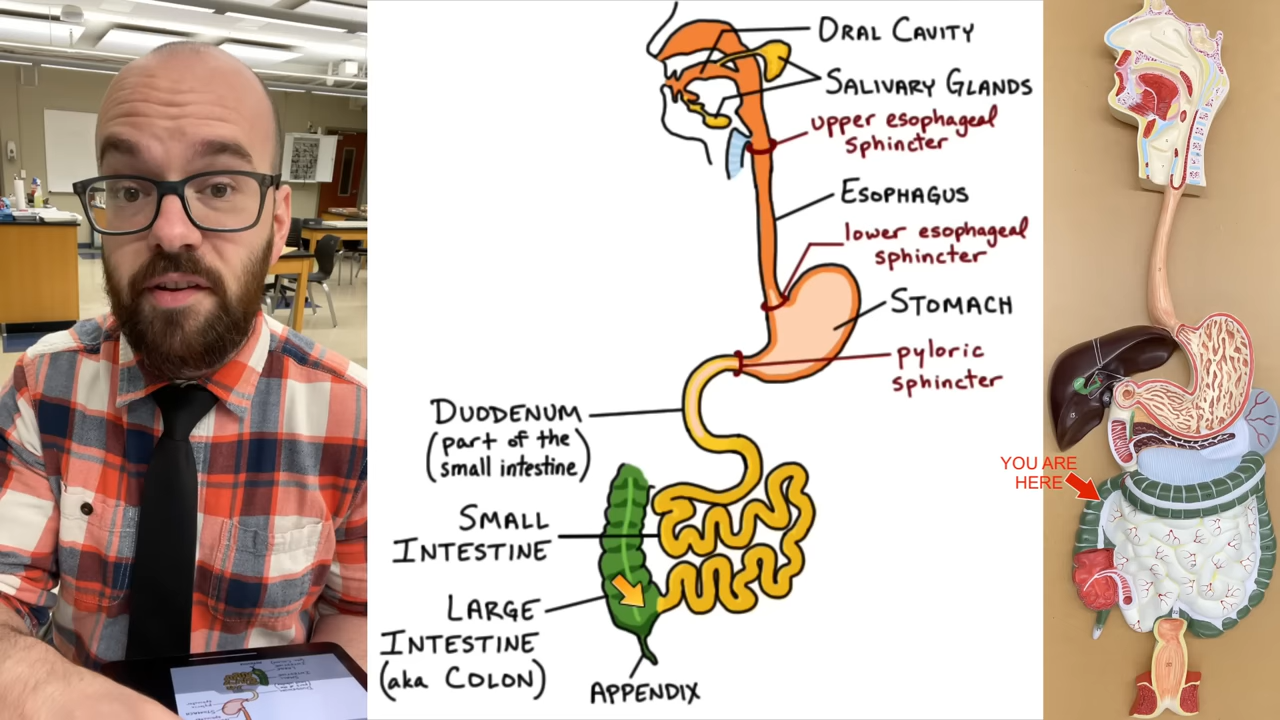 ORAL CAVITY
SALIVARY GLANDS
upper esophageal
sphincter
ESOPHAGUS
lower esophageal
sphincter
STOMACH
pyloric
sphincter
DUODENUM
(part of the
small intestine)
SMALL
INTESTINE
LARGE
INTESTINE
(aka COLON)
APPENDIX
YOU ARE
HERE